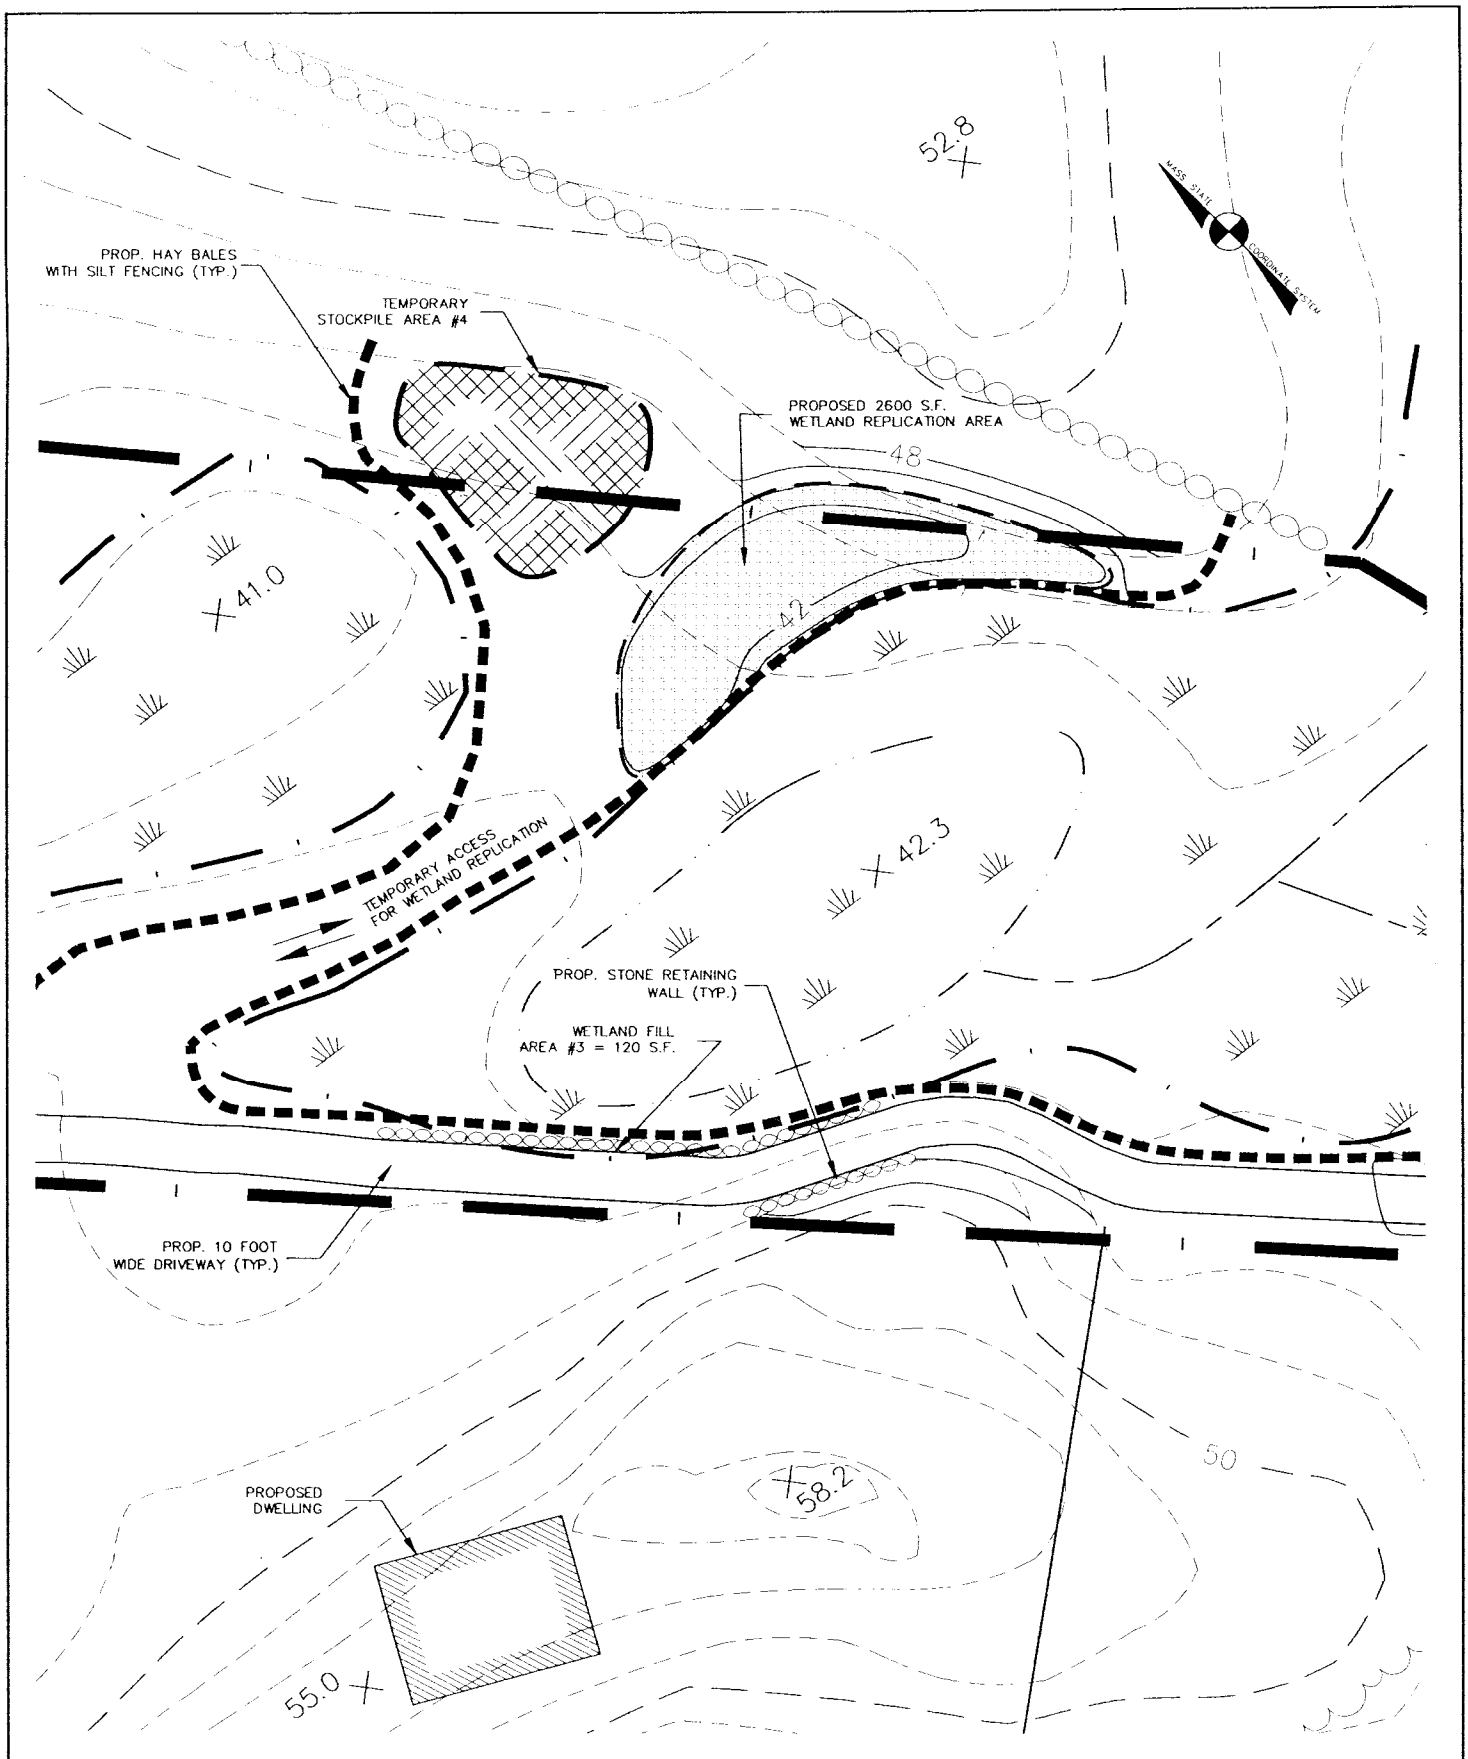 52.8
MASS STATE
COORDINATE SYSTEM
PROP. HAY BALES
WITH SILT FENCING (TYP.)
TEMPORARY
STOCKPILE AREA #4
PROPOSED 2600 S.F.
WETLAND REPLICATION AREA
48
41.0
42
TEMPORARY ACCESS
FOR WETLAND REPLICATION
42.3
PROP. STONE RETAINING
WALL (TYP.)
WETLAND FILL
AREA #3 = 120 S.F.
PROP. 10 FOOT
WIDE DRIVEWAY (TYP.)
50
58.2
PROPOSED
DWELLING
55.0